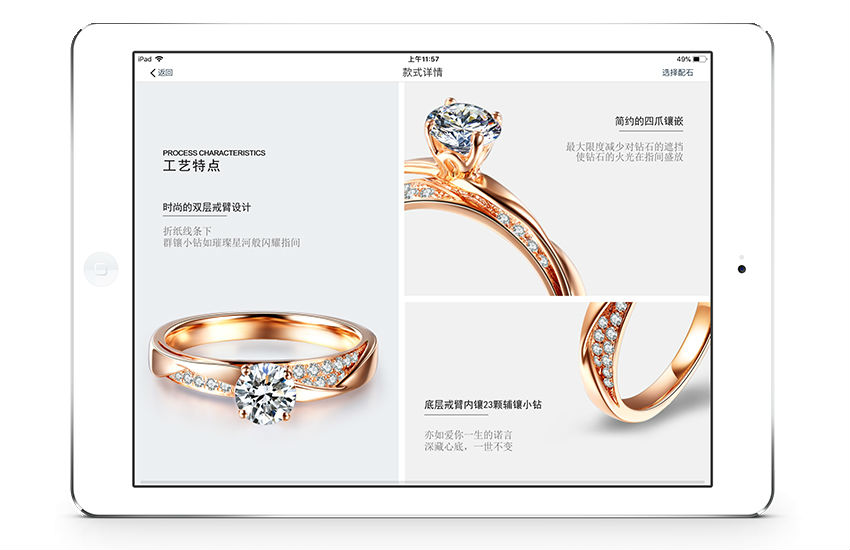 iPad
上午11:57
49%
返回
款式详情
选择配石
PROCESS CHARACTERISTICS
工艺特点
时尚的双层戒臂设计
折纸线条下
群镶小钻如璀璨星河般闪耀指间
简约的四爪镶嵌
最大限度减少对钻石的遮挡
使钻石的火光在指间盛放
底层戒臂内镶23颗辅镶小钻
亦如爱你一生的诺言
深藏心底，一世不变